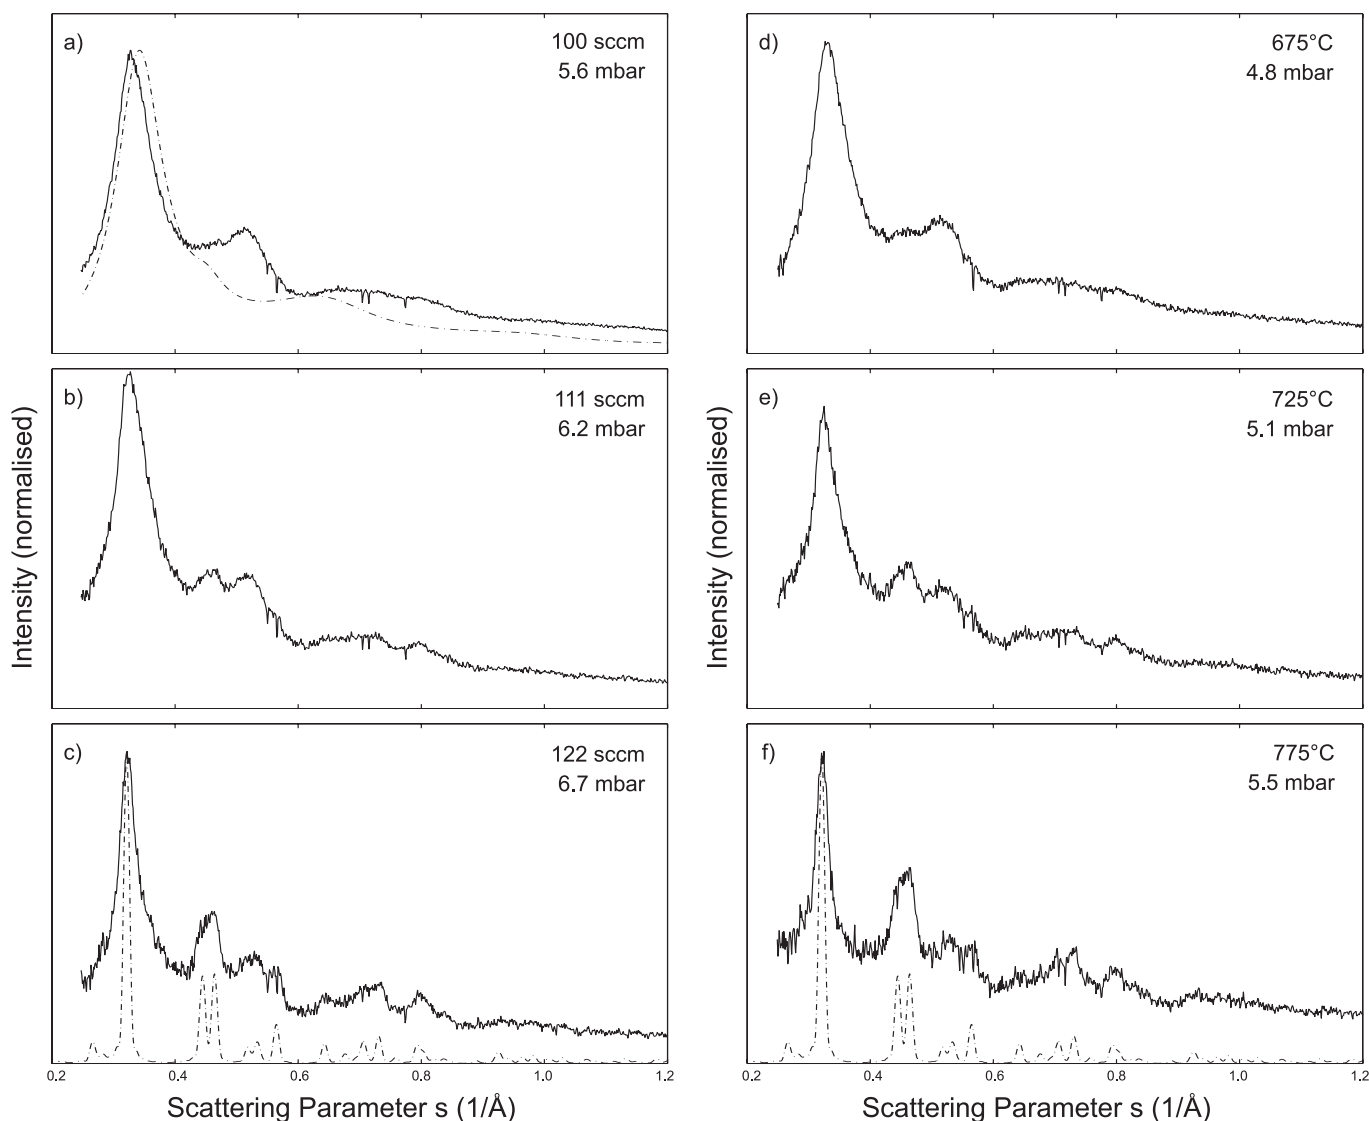 a)
100 sccm
5.6 mbar
b)
111 sccm
6.2 mbar
c)
122 sccm
6.7 mbar
0.2 0.4 0.6 0.8 1.0 1.2
Scattering Parameter s (1/Å)
Intensity (normalised)
d)
675°C
4.8 mbar
e)
725°C
5.1 mbar
f)
775°C
5.5 mbar
0.2 0.4 0.6 0.8 1.0 1.2
Scattering Parameter s (1/Å)
Intensity (normalised)